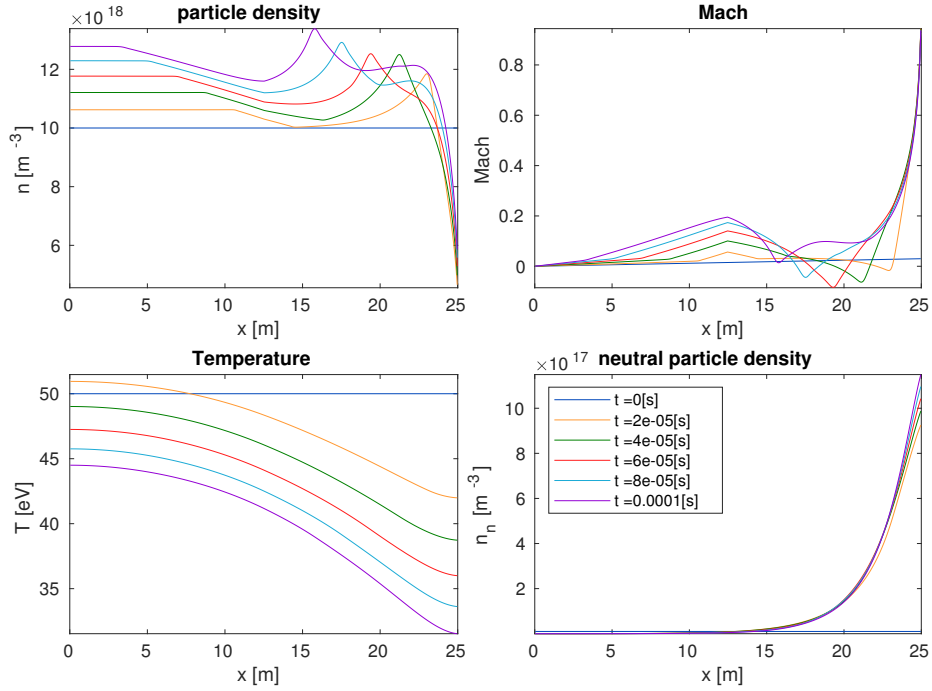 particle density
× 10 18
12
10
8
6
n [m -3]
0 5 10 15 20 25
x [m]
Mach
0.8
0.6
0.4
0.2
0
Mach
0 5 10 15 20 25
x [m]
Temperature
50
45
40
35
T [eV]
0 5 10 15 20 25
x [m]
neutral particle density
×10 17
10
8
6
4
2
n n [m -3]
0 5 10 15 20 25
x [m]
t =0[s]
t =2e-05[s]
t =4e-05[s]
t =6e-05[s]
t =8e-05[s]
t =0.0001[s]